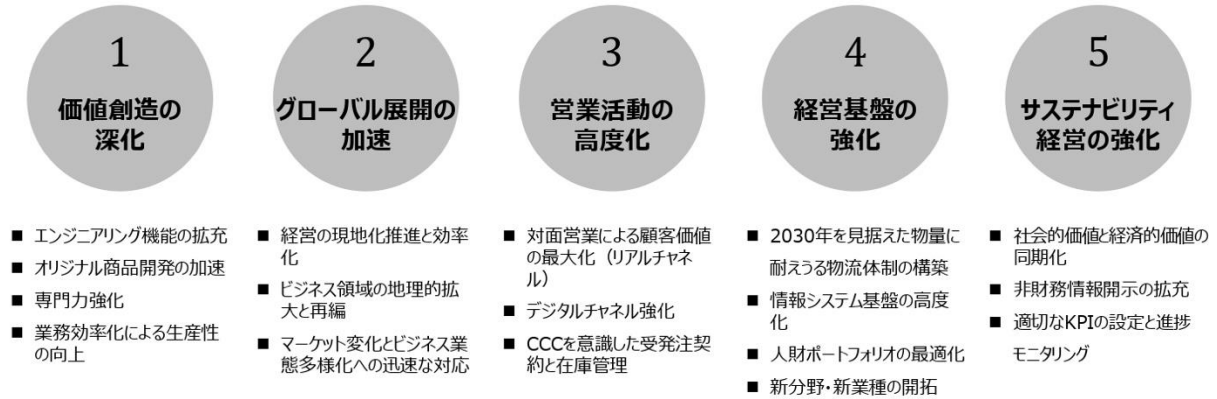 1
価値創造の
深化
■ エンジニアリング機能の拡充
■ オリジナル商品開発の加速
■ 専門力強化
■ 業務効率化による生産性
の向上
2
グローバル展開の
加速
■ 経営の現地化推進と効率
化
■ ビジネス領域の地理的拡
大と再編
■ マーケット変化とビジネス業
態多様化への迅速な対応
3
営業活動の
高度化
■ 対面営業による顧客価値
の最大化（リアルチャネ
ル）
■ デジタルチャネル強化
■ CCCを意識した受発注契
約と在庫管理
4
経営基盤の
強化
■ 2030年を見据えた物量に
耐えうる物流体制の構築
■ 情報システム基盤の高度
化
■ 人財ポートフォリオの最適化
■ 新分野・新業種の開拓
5
サステナビリティ
経営の強化
■ 社会的価値と経済的価値の
同期化
■ 非財務情報開示の拡充
■ 適切なKPIの設定と進捗
モニタリング